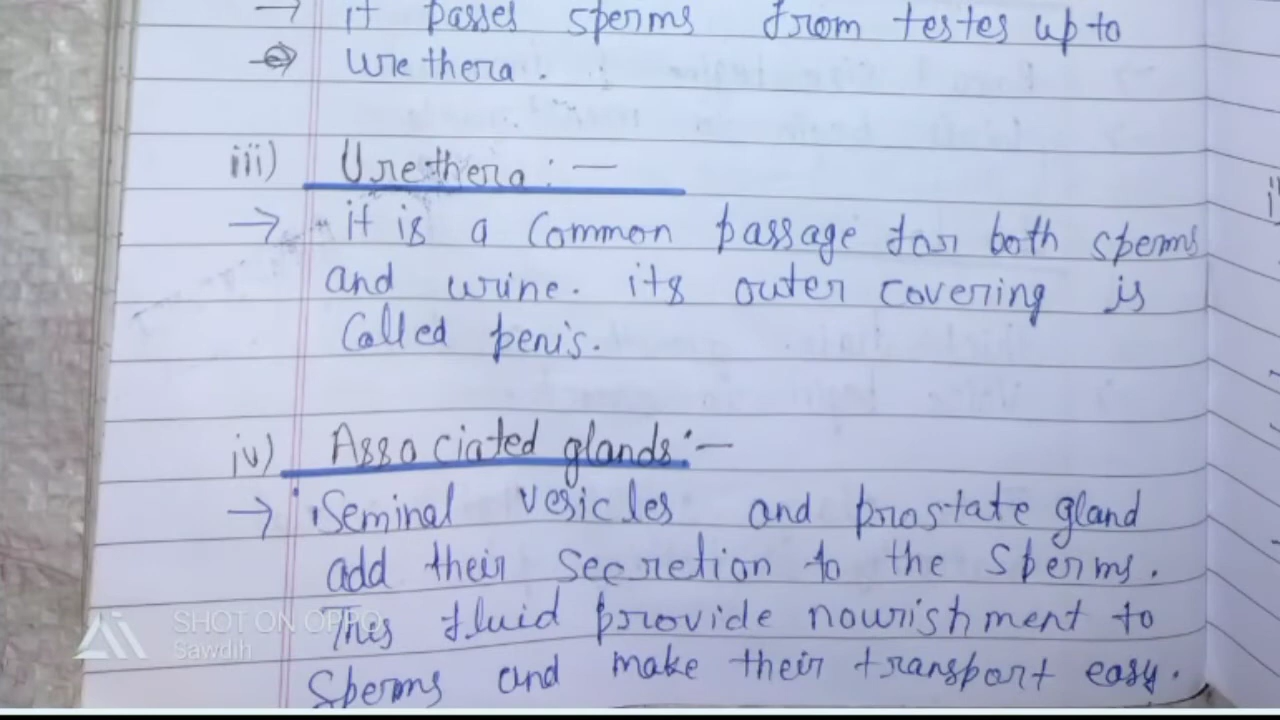 → it passes sperms from testes up to
urethera.
iii) Urethera:-
→ it is a common passage for both sperms
and urine. its outer covering is
called penis.
iv) Associated glands:-
→ Seminal vesicles and prostate gland
add their secretion to the sperms.
This fluid provide nourishment to
sperms and make their transport easy.
SHOT ON OPPO
Sawdih